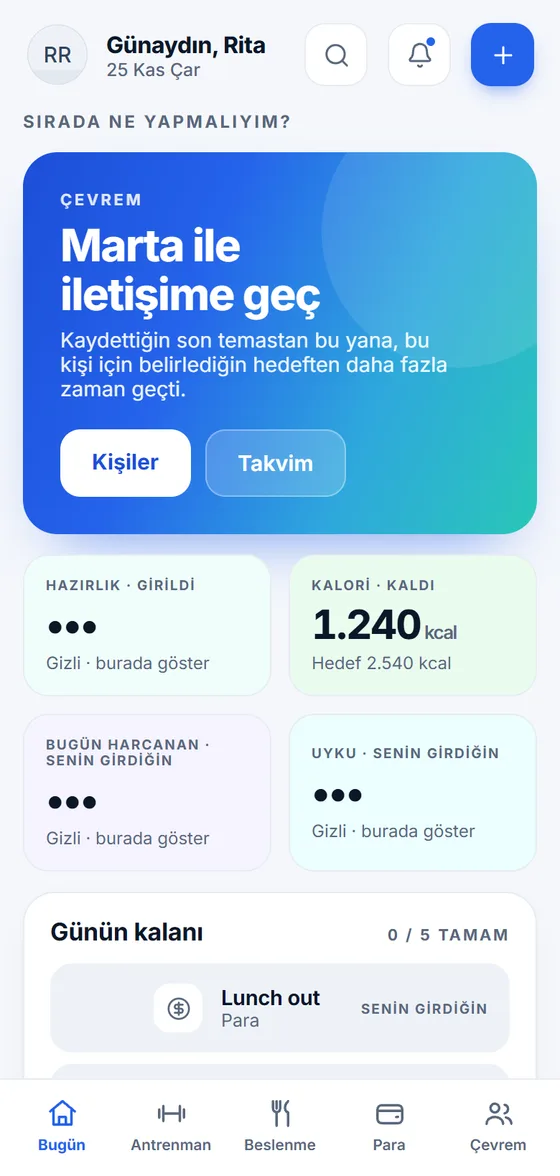 RR
Günaydın, Rita
25 Kas Çar
SIRADA NE YAPMALIYIM?
ÇEVREM
Marta ile
iletişime geç
Kaydettiğin son temastan bu yana, bu
kişi için belirlediğin hedeften daha fazla
zaman geçti.
Kişiler
Takvim
HAZIRLIK · GİRİLDİ
•••
Gizli · burada göster
KALORİ · KALDI
1.240 kcal
Hedef 2.540 kcal
BUGÜN HARCANAN ·
SENİN GİRDİĞİN
•••
Gizli · burada göster
UYKU · SENİN GİRDİĞİN
•••
Gizli · burada göster
Günün kalanı
0 / 5 TAMAM
Lunch out
Para
SENİN GİRDİĞİN
Bugün
Antrenman
Beslenme
Para
Çevrem